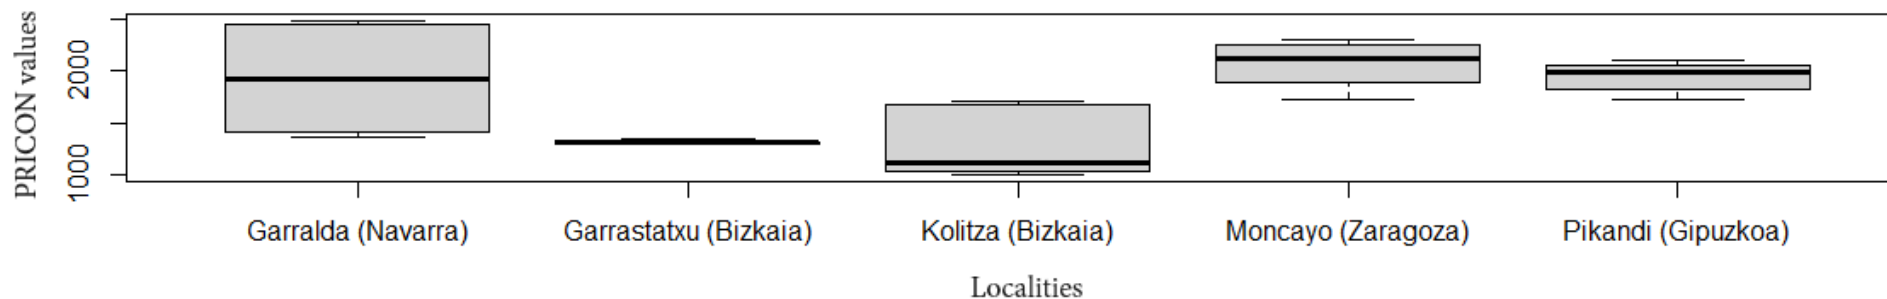 PRICON values
2000
1000
Garralda (Navarra)
Garrastatxu (Bizkaia)
Kolitza (Bizkaia)
Moncayo (Zaragoza)
Pikandi (Gipuzkoa)
Localities